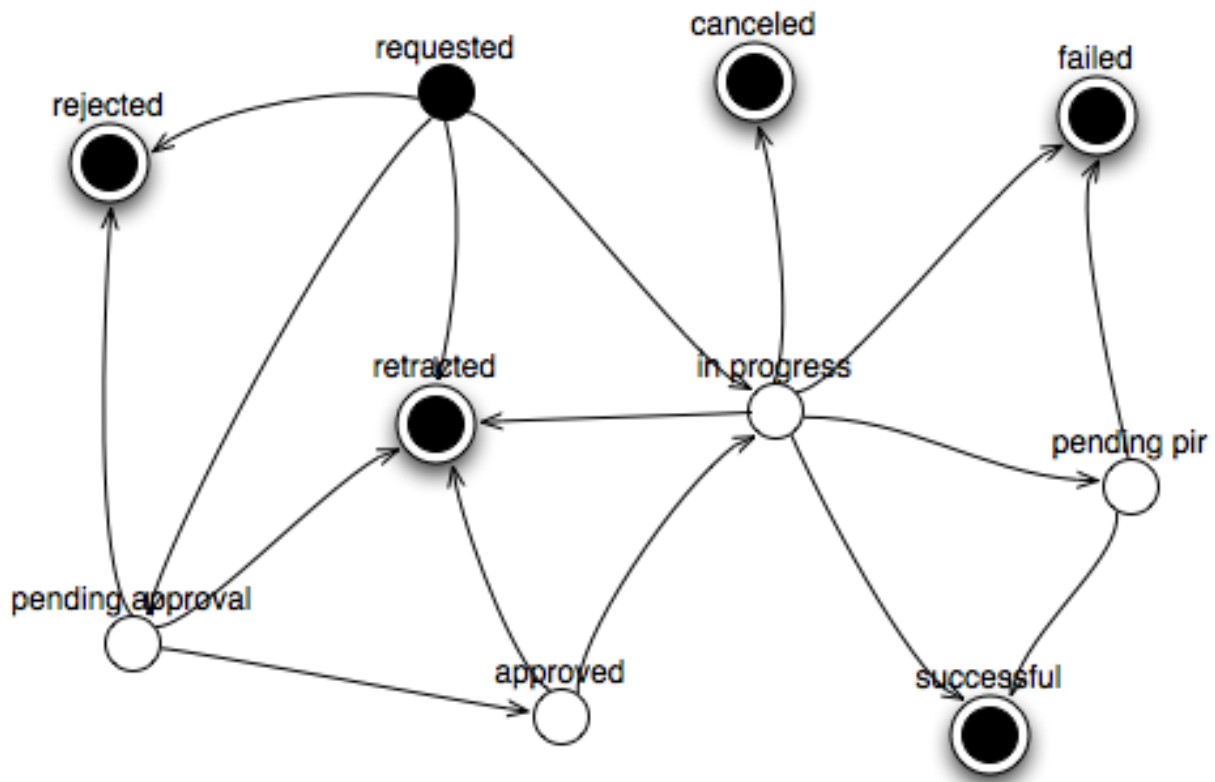 canceled
requested
failed
rejected
retracted
in progress
pending pir
pending approval
approved
successful